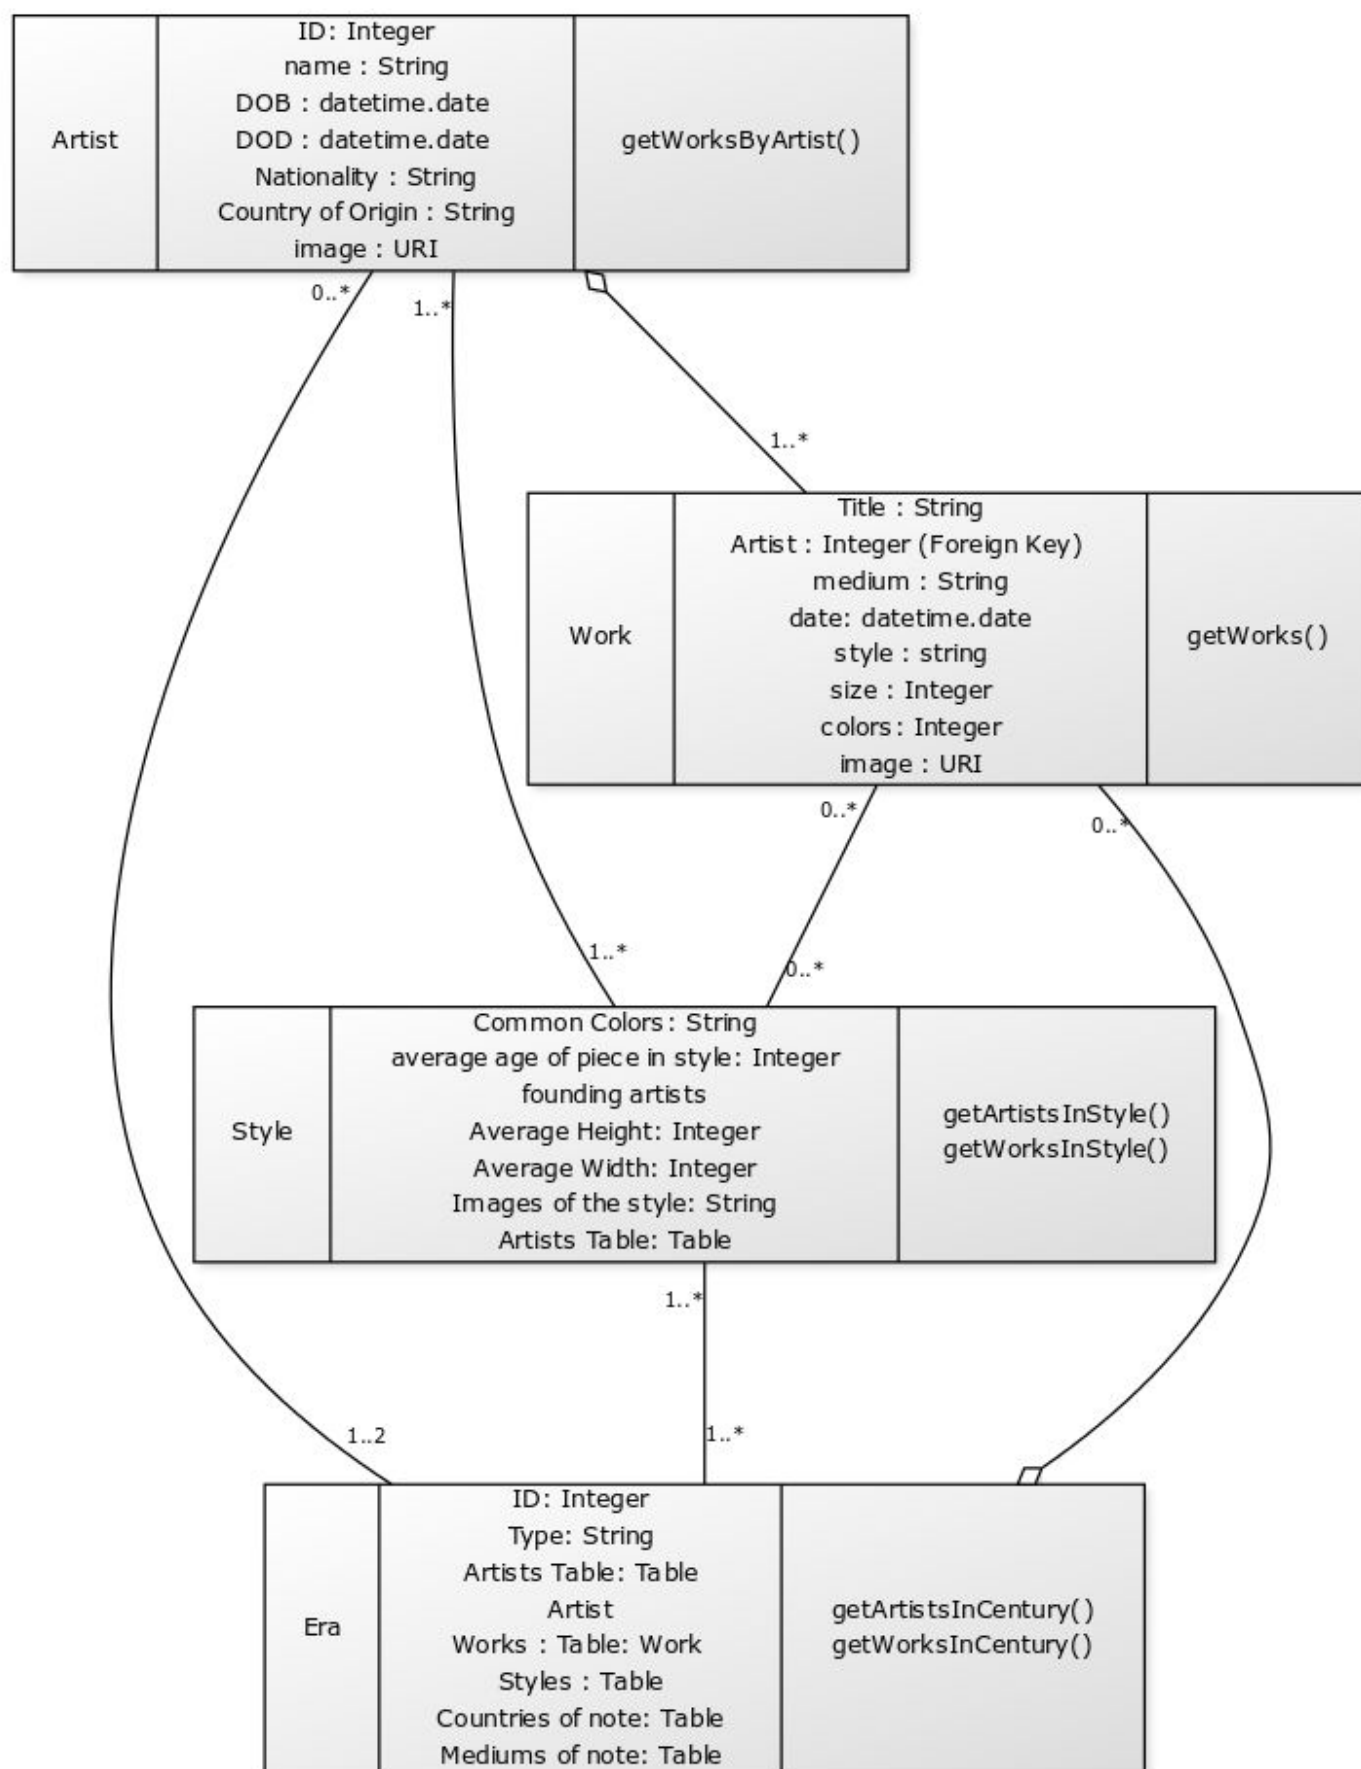 Artist
ID: Integer
name : String
DOB : datetime.date
DOD : datetime.date
Nationality : String
Country of Origin : String
image : URI
getWorksByArtist()
0..*
1..*
1..*
Work
Title : String
Artist : Integer (Foreign Key)
medium : String
date: datetime.date
style : string
size : Integer
colors: Integer
image : URI
getWorks()
0..*
0..*
1..*
0..*
Style
Common Colors: String
average age of piece in style: Integer
founding artists
Average Height: Integer
Average Width: Integer
Images of the style: String
Artists Table: Table
getArtistsInStyle()
getWorksInStyle()
1..*
1..2
1..*
Era
ID: Integer
Type: String
Artists Table: Table
Artist
Works : Table: Work
Styles : Table
Countries of note: Table
Mediums of note: Table
getArtistsInCentury()
getWorksInCentury()